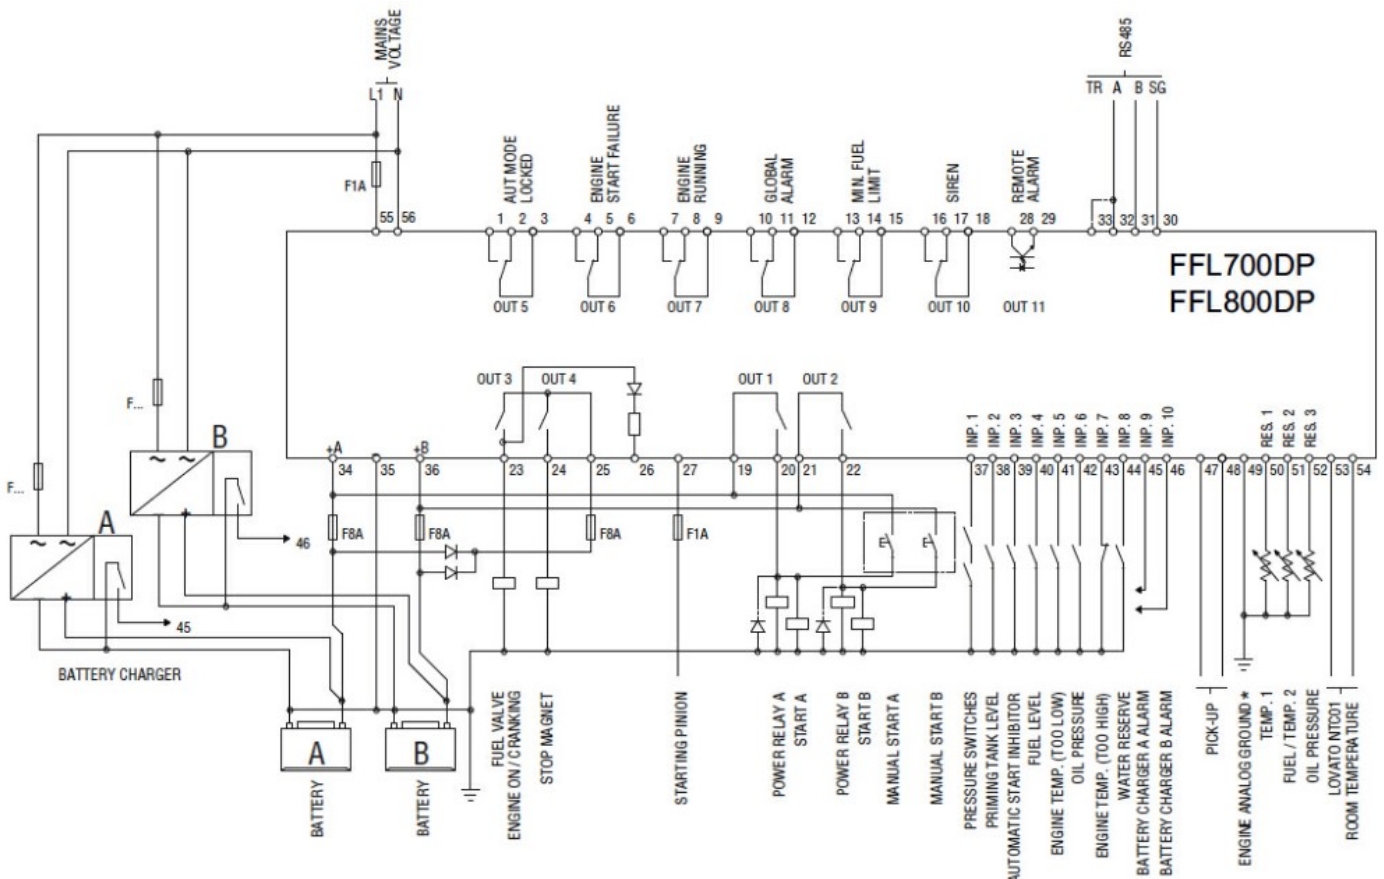 MAINS
VOLTAGE
L1 N
RS485
TR A B SG
F1A
55 56
AUT MODE
LOCKED
1 2 3
OUT 5
ENGINE
START FAILURE
4 5 6
OUT 6
ENGINE
RUNNING
7 8 9
OUT 7
GLOBAL
ALARM
10 11 12
OUT 8
MIN. FUEL
LIMIT
13 14 15
OUT 9
SIREN
16 17 18
OUT 10
REMOTE
ALARM
28 29
OUT 11
33 32 31 30
FFL700DP
FFL800DP
OUT 3
OUT 4
OUT 1
OUT 2
+A
+B
34 35 36 23 24 25 26 27 19 20 21 22
INP. 1
INP. 2
INP. 3
INP. 4
INP. 5
INP. 6
INP. 7
INP. 8
INP. 9
INP. 10
RES. 1
RES. 2
RES. 3
37 38 39 40 41 42 43 44 45 46 47 48 49 50 51 52 53 54
F...
B
~ ~
- +
46
F...
A
~ ~
- +
45
BATTERY CHARGER
F8A
F8A
F8A
F1A
A
BATTERY
B
BATTERY
FUEL VALVE
ENGINE ON / CRANKING
STOP MAGNET
STARTING PINION
POWER RELAY A
START A
POWER RELAY B
START B
MANUAL START A
MANUAL START B
PRESSURE SWITCHES
PRIMING TANK LEVEL
AUTOMATIC START INHIBITOR
FUEL LEVEL
ENGINE TEMP. (TOO LOW)
OIL PRESSURE
ENGINE TEMP. (TOO HIGH)
WATER RESERVE
BATTERY CHARGER A ALARM
BATTERY CHARGER B ALARM
PICK-UP
ENGINE ANALOG GROUND *
TEMP. 1
FUEL / TEMP. 2
OIL PRESSURE
LOVATO NTC01
ROOM TEMPERATURE